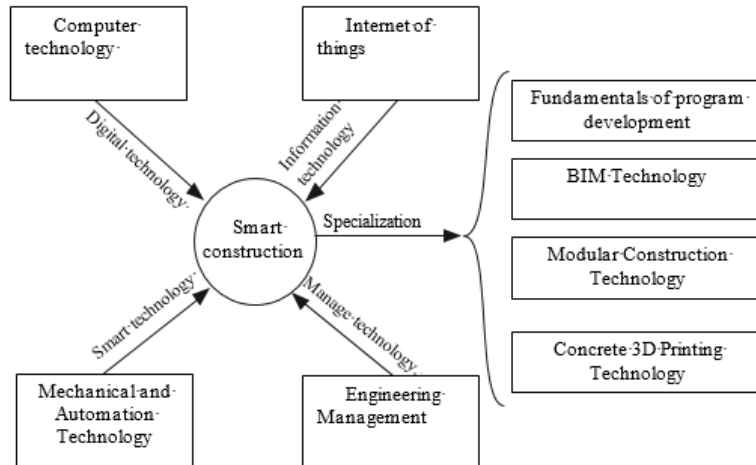 Computer
technology
Internet of
things
Digital technology
Information
technology
Smart
construction
Specialization
Smart technology
Manage technology
Mechanical and
Automation
Technology
Engineering
Management
Fundamentals of program
development
BIM Technology
Modular Construction
Technology
Concrete 3D Printing
Technology